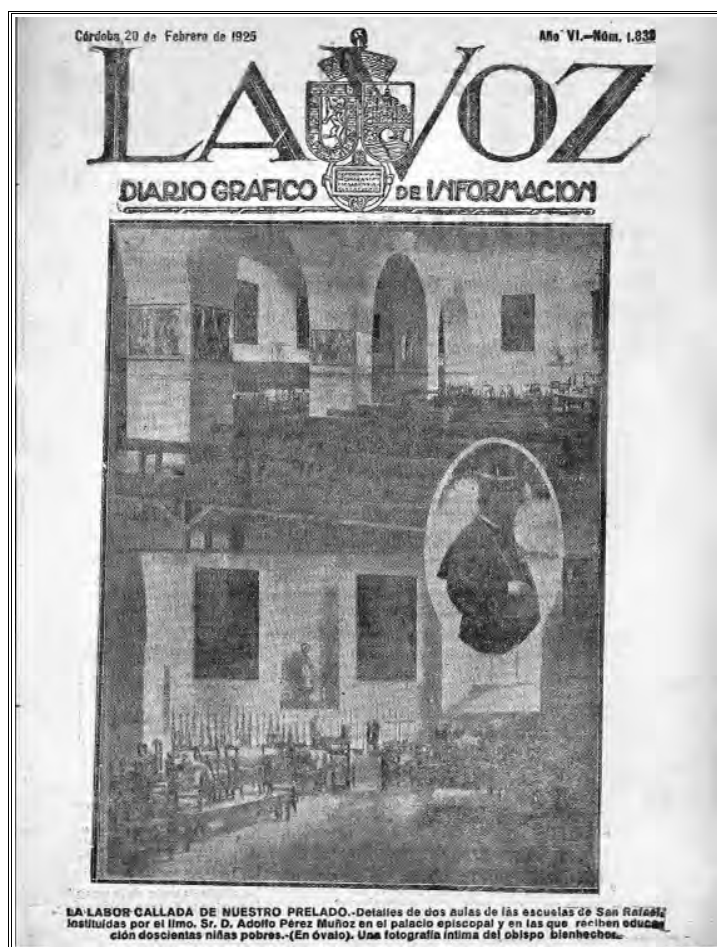 Córdoba 20 de Febrero de 1925
Año VI.—Núm. 1.839
LA VOZ
DIARIO GRAFICO DE INFORMACION
LA LABOR CALLADA DE NUESTRO PRELADO.-Detalles de dos aulas de las escuelas de San Rafael,
instituidas por el Ilmo. Sr. D. Adolfo Pérez Muñoz en el palacio episcopal y en las que reciben educa-
ción doscientas niñas pobres.-(En óvalo). Una fotografía íntima del obispo bienhechor.